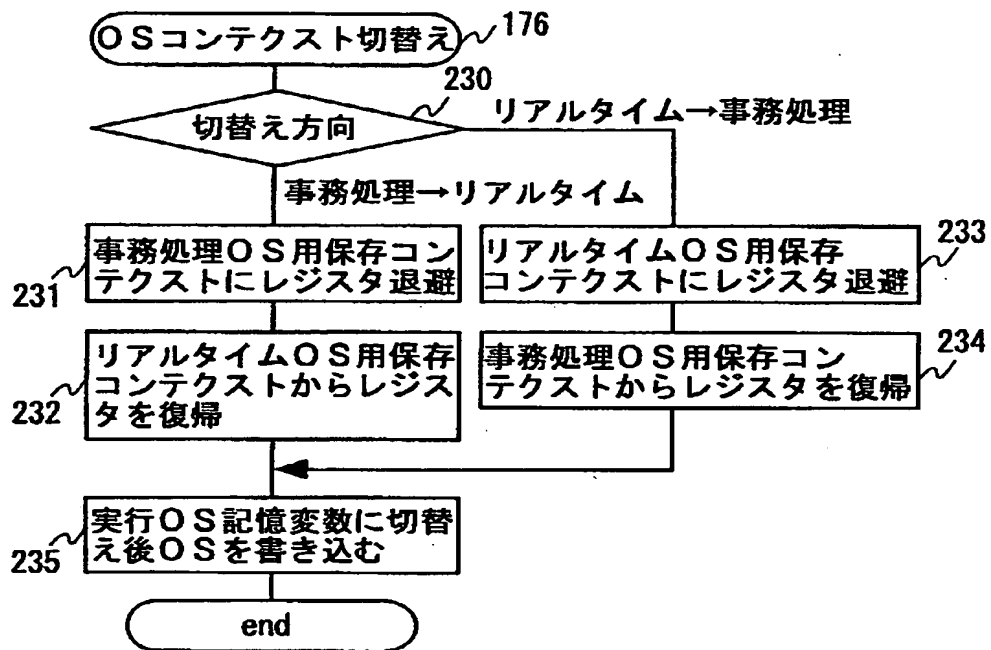 OSコンテクスト切替え
176
230
切替え方向
リアルタイム→事務処理
事務処理→リアルタイム
事務処理OS用保存コン
テクストにレジスタ退避
231
リアルタイムOS用保存
コンテクストにレジスタ退避
233
リアルタイムOS用保存
コンテクストからレジス
タを復帰
232
事務処理OS用保存コン
テクストからレジスタを復帰
234
実行OS記憶変数に切替
え後OSを書き込む
235
end